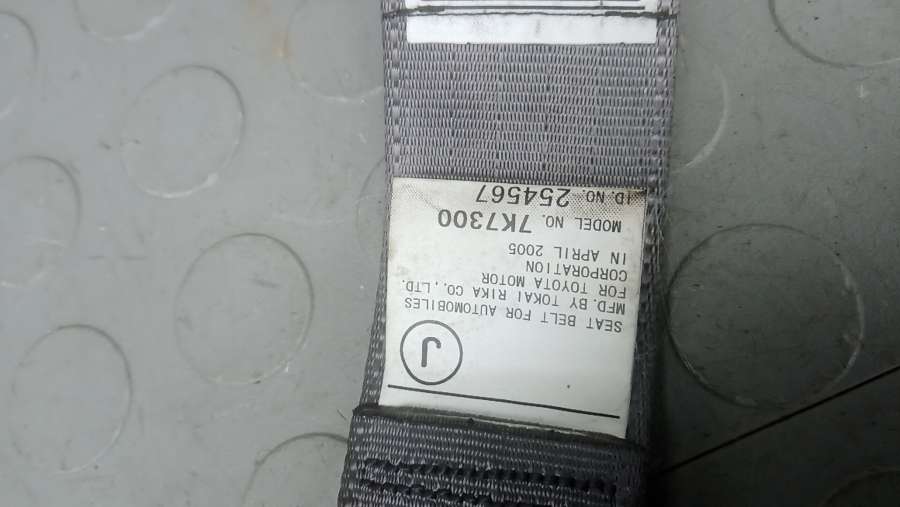 J
SEAT BELT FOR AUTOMOBILES
MFD. BY TOKAI RIKA CO., LTD.
FOR TOYOTA MOTOR
CORPORATION
IN APRIL 2005
MODEL NO. 7K7300
ID. NO. 254567